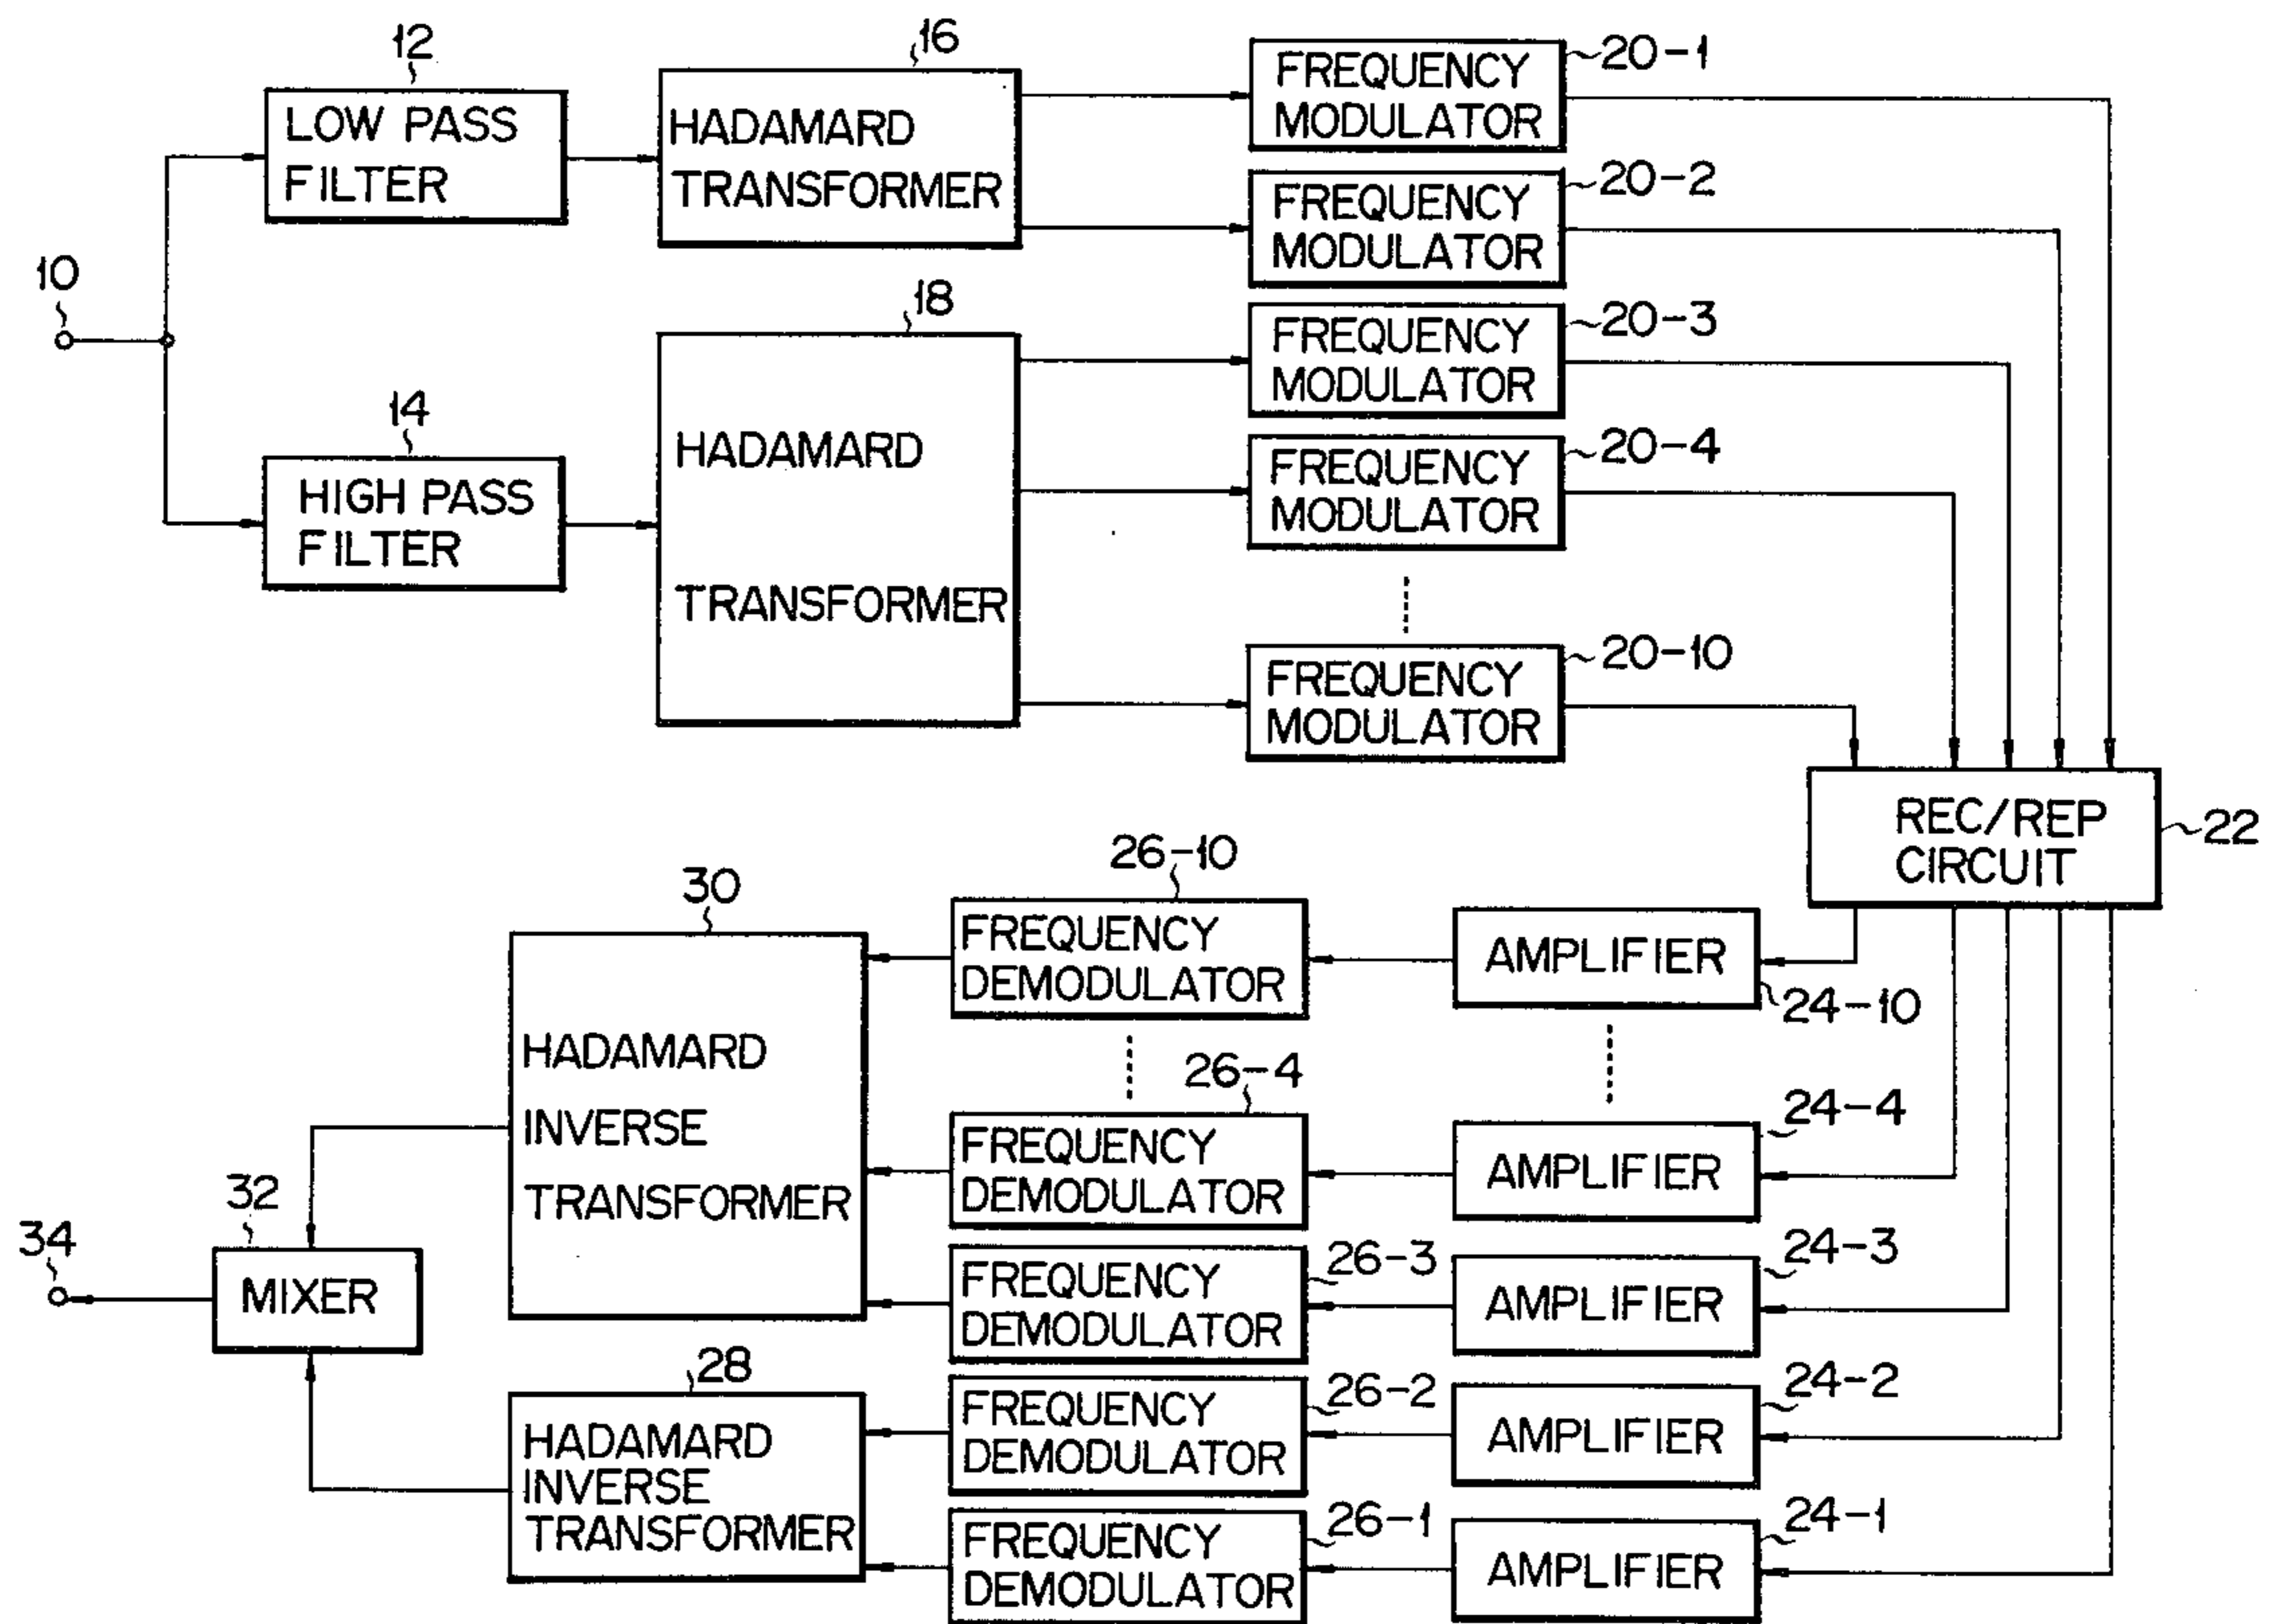 12
LOW PASS
FILTER
16
HADAMARD
TRANSFORMER
FREQUENCY
MODULATOR
20-1
FREQUENCY
MODULATOR
20-2
10
14
HIGH PASS
FILTER
18
HADAMARD
TRANSFORMER
FREQUENCY
MODULATOR
20-3
FREQUENCY
MODULATOR
20-4
FREQUENCY
MODULATOR
20-10
REC/REP
CIRCUIT
22
30
HADAMARD
INVERSE
TRANSFORMER
26-10
FREQUENCY
DEMODULATOR
AMPLIFIER
24-10
26-4
FREQUENCY
DEMODULATOR
AMPLIFIER
24-4
32
MIXER
34
FREQUENCY
DEMODULATOR
26-3
AMPLIFIER
24-3
28
HADAMARD
INVERSE
TRANSFORMER
FREQUENCY
DEMODULATOR
26-2
AMPLIFIER
24-2
FREQUENCY
DEMODULATOR
26-1
AMPLIFIER
24-1